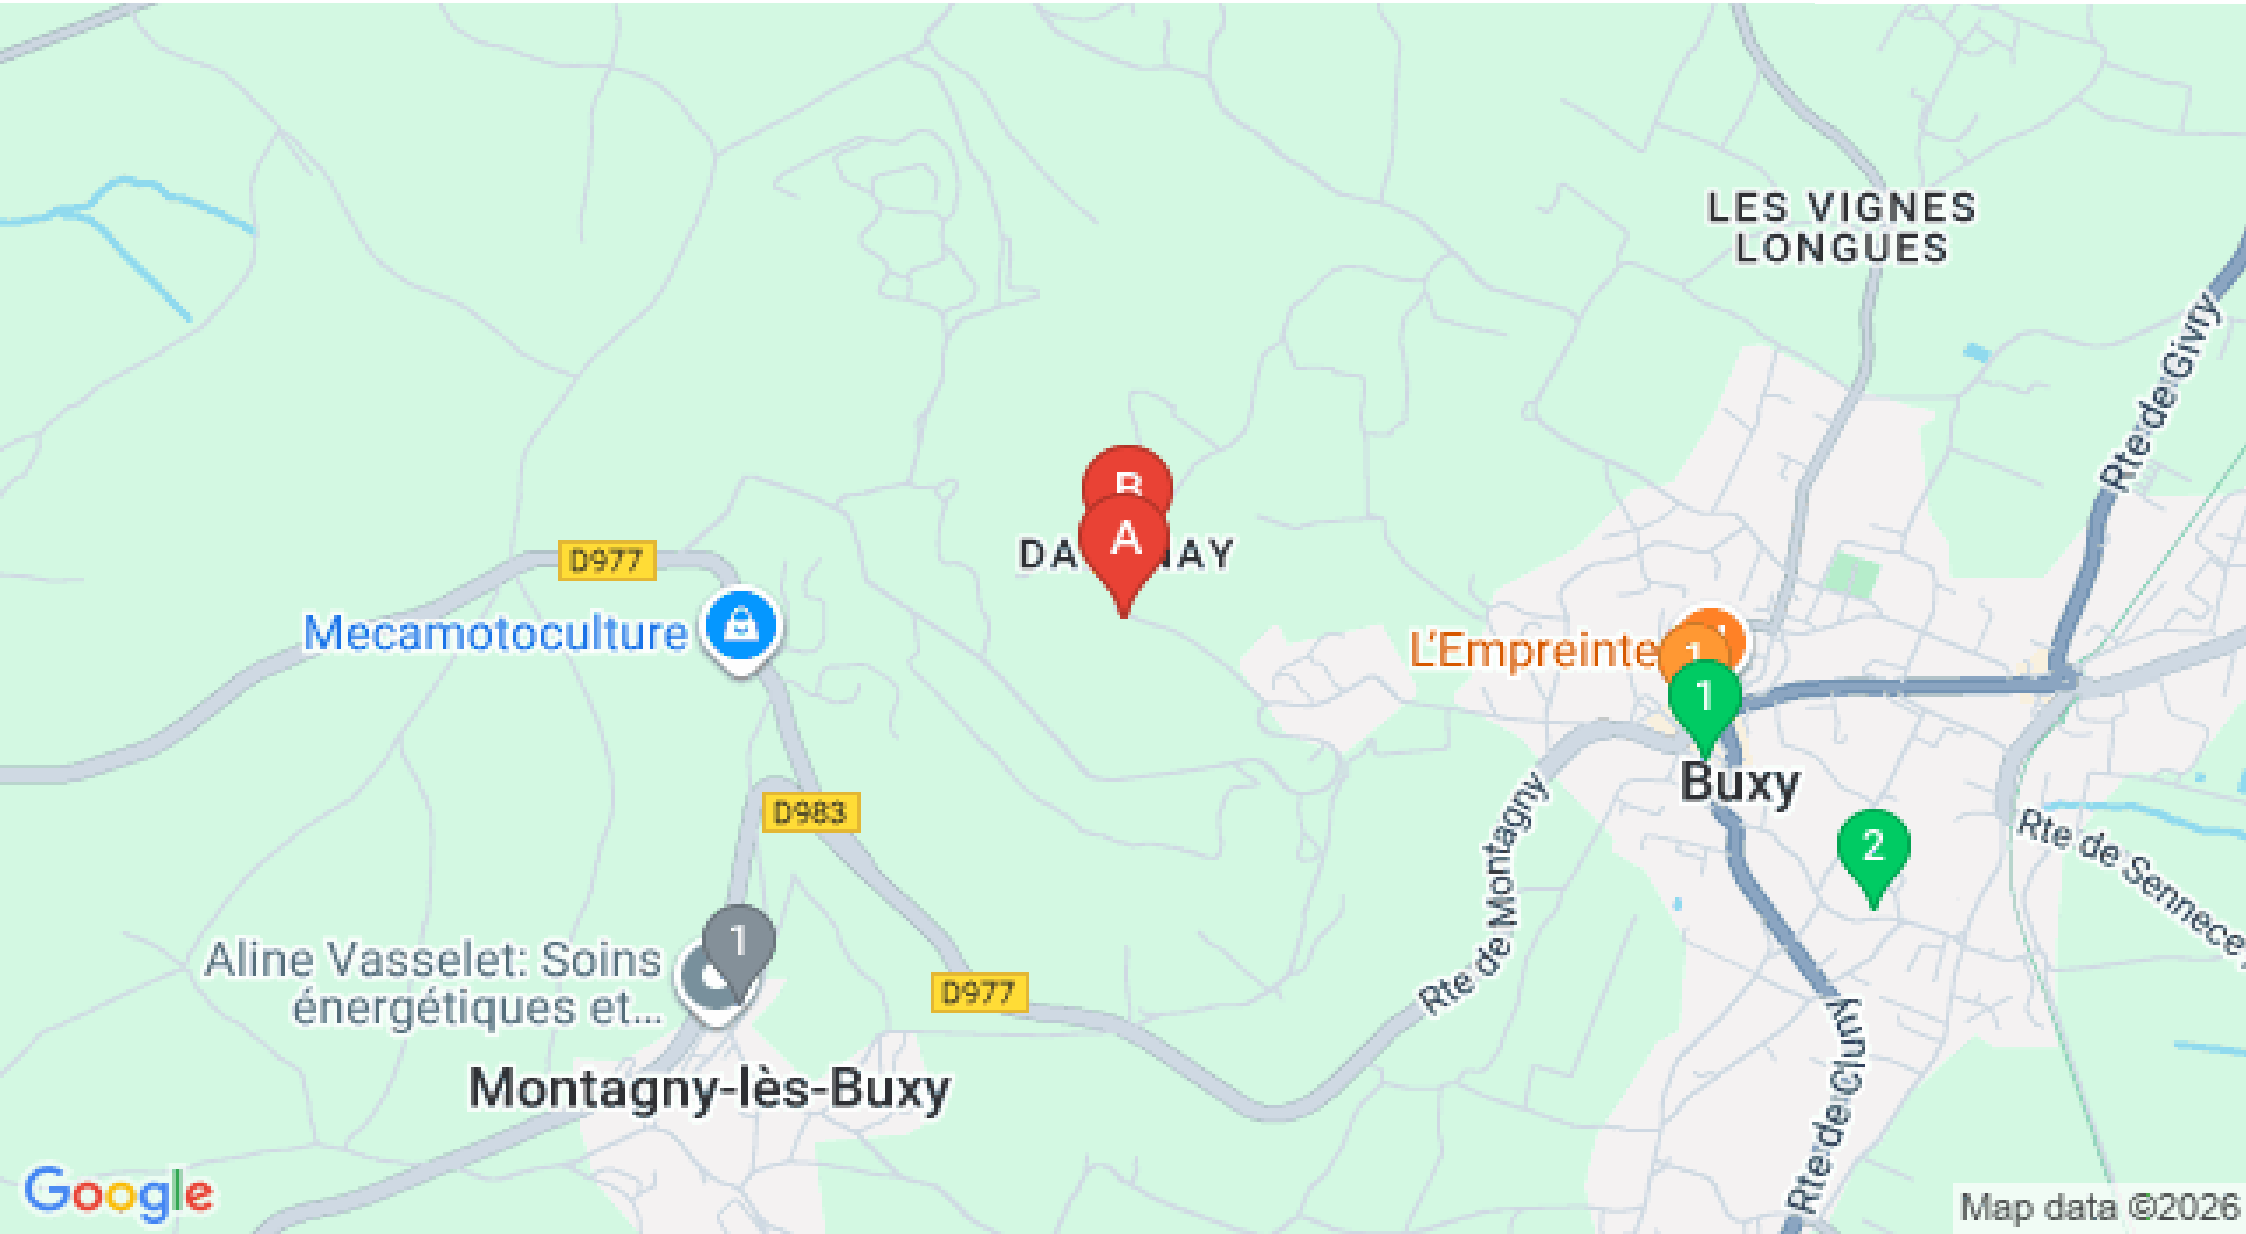 LES VIGNES
LONGUES
Rte de Givry
B
A
D977
Mecamotoculture
L'Empreinte
1
1
Buxy
D983
2
Rte de Montagny
Rte de Sennecey
1
Aline Vasselet: Soins
énergétiques et...
D977
Montagny-lès-Buxy
Rte de Cluny
Google
Map data ©2026